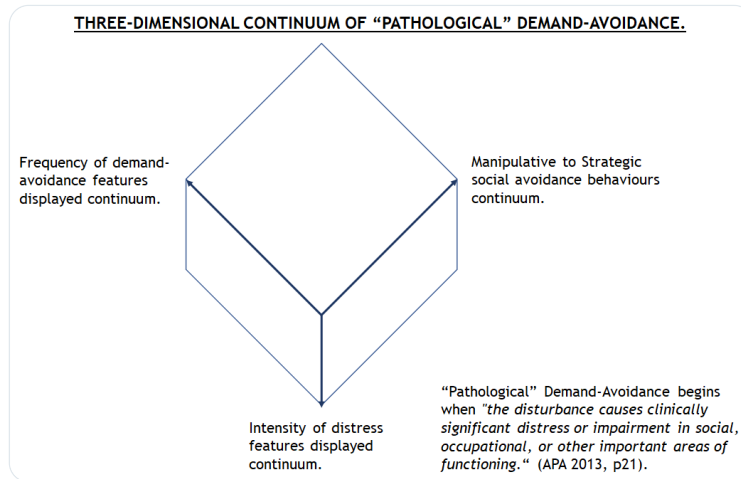 THREE-DIMENSIONAL CONTINUUM OF “PATHOLOGICAL” DEMAND-AVOIDANCE.
Frequency of demand-
avoidance features
displayed continuum.
Manipulative to Strategic
social avoidance behaviours
continuum.
Intensity of distress
features displayed
continuum.
“Pathological” Demand-Avoidance begins
when "the disturbance causes clinically
significant distress or impairment in social,
occupational, or other important areas of
functioning.“ (APA 2013, p21).